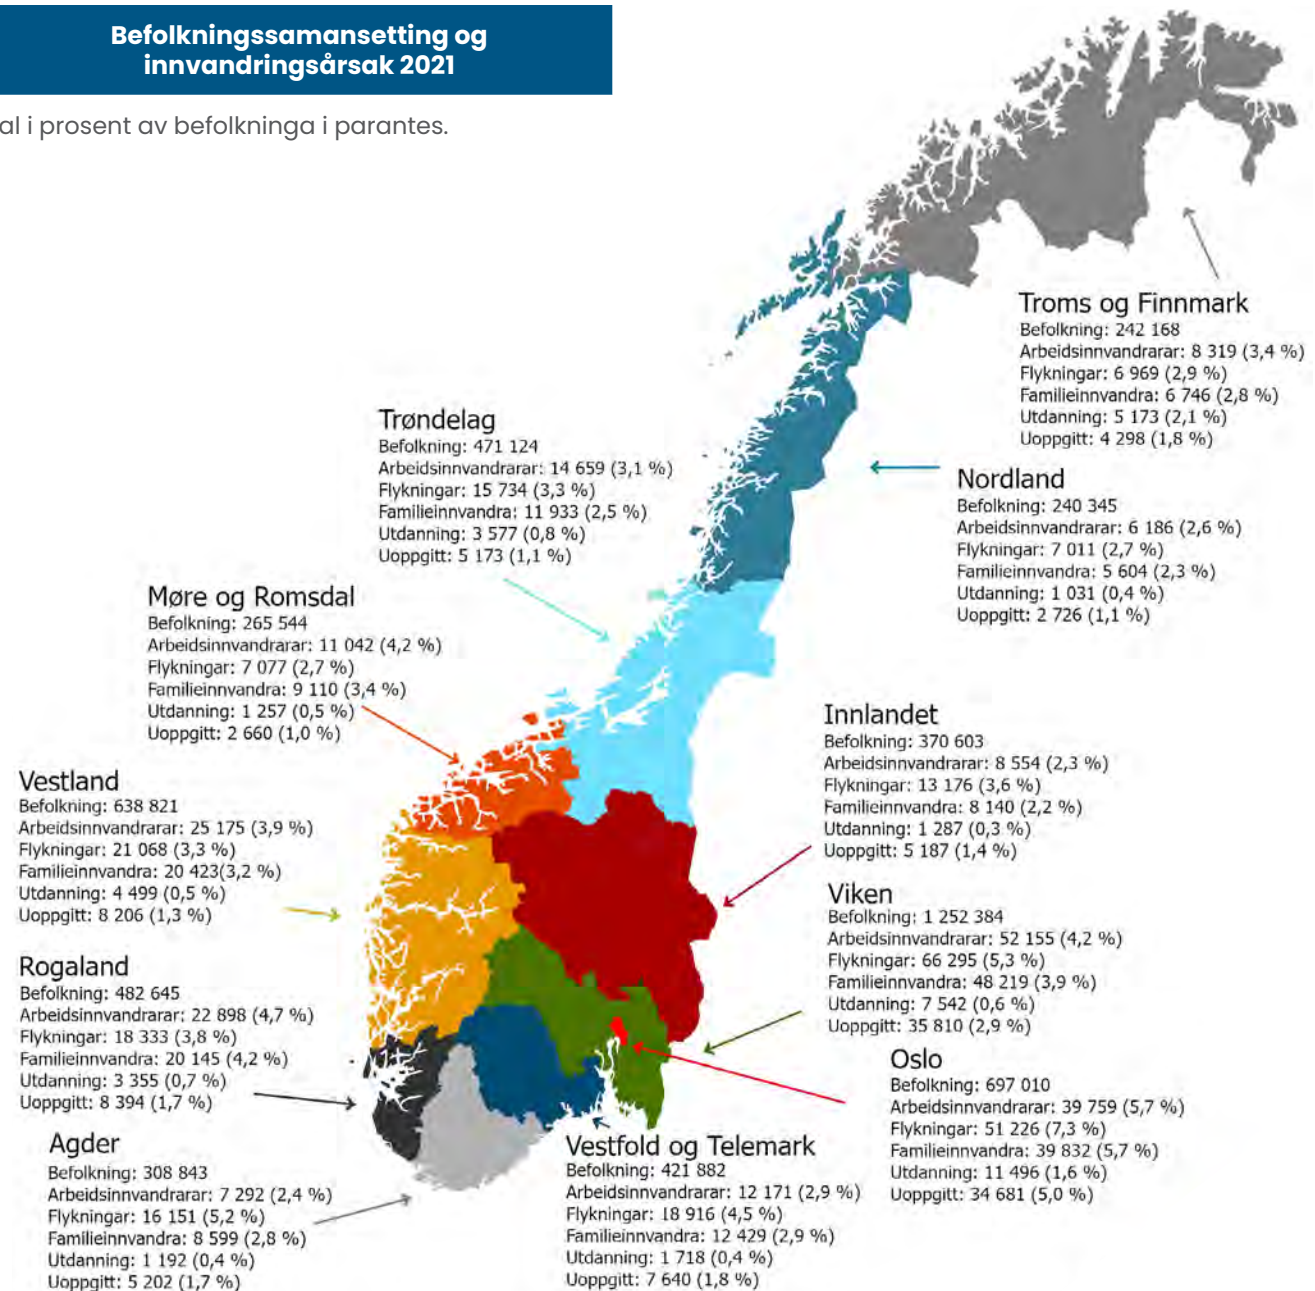 Befolkningssamansetting og
innvandringsårsak 2021
al i prosent av befolkninga i parantes.
Troms og Finnmark
Befolkning: 242 168
Arbeidsinnvandrarar: 8 319 (3,4 %)
Flykningar: 6 969 (2,9 %)
Familieinnvandra: 6 746 (2,8 %)
Utdanning: 5 173 (2,1 %)
Uoppgitt: 4 298 (1,8 %)
Trøndelag
Befolkning: 471 124
Arbeidsinnvandrarar: 14 659 (3,1 %)
Flykningar: 15 734 (3,3 %)
Familieinnvandra: 11 933 (2,5 %)
Utdanning: 3 577 (0,8 %)
Uoppgitt: 5 173 (1,1 %)
Nordland
Befolkning: 240 345
Arbeidsinnvandrarar: 6 186 (2,6 %)
Flykningar: 7 011 (2,7 %)
Familieinnvandra: 5 604 (2,3 %)
Utdanning: 1 031 (0,4 %)
Uoppgitt: 2 726 (1,1 %)
Møre og Romsdal
Befolkning: 265 544
Arbeidsinnvandrarar: 11 042 (4,2 %)
Flykningar: 7 077 (2,7 %)
Familieinnvandra: 9 110 (3,4 %)
Utdanning: 1 257 (0,5 %)
Uoppgitt: 2 660 (1,0 %)
Innlandet
Befolkning: 370 603
Arbeidsinnvandrarar: 8 554 (2,3 %)
Flykningar: 13 176 (3,6 %)
Familieinnvandra: 8 140 (2,2 %)
Utdanning: 1 287 (0,3 %)
Uoppgitt: 5 187 (1,4 %)
Vestland
Befolkning: 638 821
Arbeidsinnvandrarar: 25 175 (3,9 %)
Flykningar: 21 068 (3,3 %)
Familieinnvandra: 20 423(3,2 %)
Utdanning: 4 499 (0,5 %)
Uoppgitt: 8 206 (1,3 %)
Viken
Befolkning: 1 252 384
Arbeidsinnvandrarar: 52 155 (4,2 %)
Flykningar: 66 295 (5,3 %)
Familieinnvandra: 48 219 (3,9 %)
Utdanning: 7 542 (0,6 %)
Uoppgitt: 35 810 (2,9 %)
Rogaland
Befolkning: 482 645
Arbeidsinnvandrarar: 22 898 (4,7 %)
Flykningar: 18 333 (3,8 %)
Familieinnvandra: 20 145 (4,2 %)
Utdanning: 3 355 (0,7 %)
Uoppgitt: 8 394 (1,7 %)
Oslo
Befolkning: 697 010
Arbeidsinnvandrarar: 39 759 (5,7 %)
Flykningar: 51 226 (7,3 %)
Familieinnvandra: 39 832 (5,7 %)
Utdanning: 11 496 (1,6 %)
Uoppgitt: 34 681 (5,0 %)
Agder
Befolkning: 308 843
Arbeidsinnvandrarar: 7 292 (2,4 %)
Flykningar: 16 151 (5,2 %)
Familieinnvandra: 8 599 (2,8 %)
Utdanning: 1 192 (0,4 %)
Uoppgitt: 5 202 (1,7 %)
Vestfold og Telemark
Befolkning: 421 882
Arbeidsinnvandrarar: 12 171 (2,9 %)
Flykningar: 18 916 (4,5 %)
Familieinnvandra: 12 429 (2,9 %)
Utdanning: 1 718 (0,4 %)
Uoppgitt: 7 640 (1,8 %)